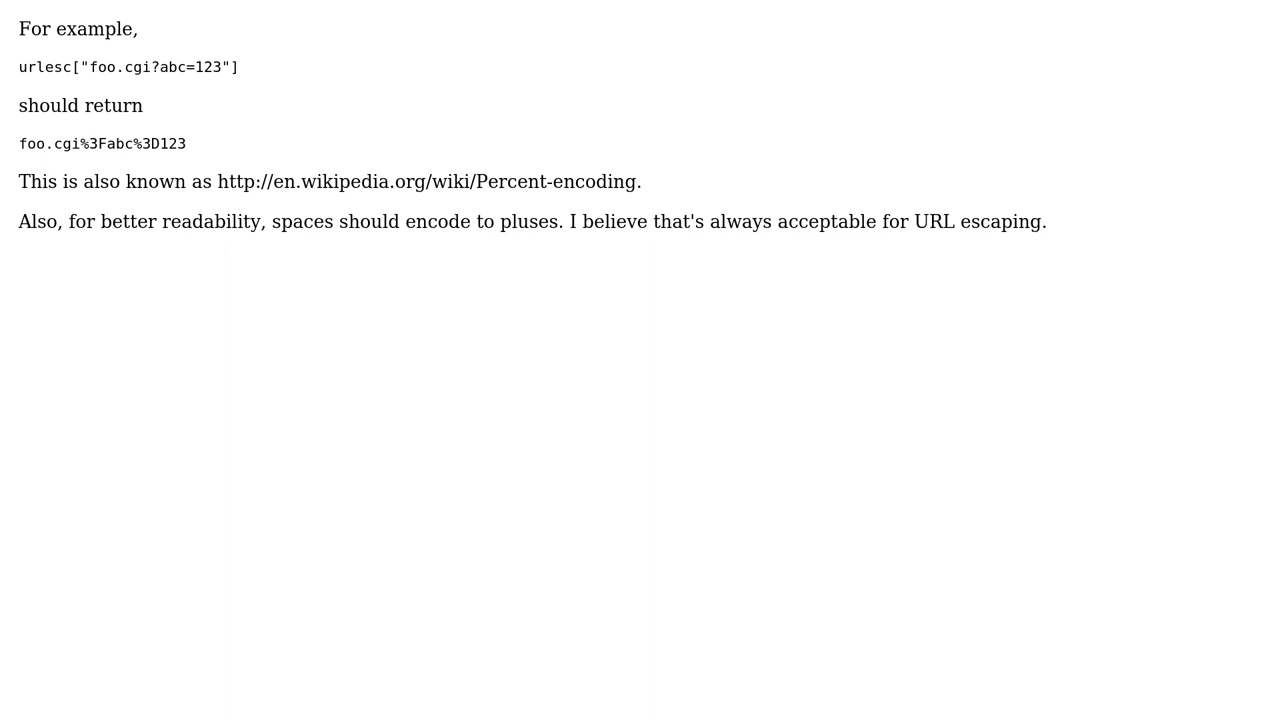 For example,
urlesc["foo.cgi?abc=123"]
should return
foo.cgi%3Fabc%3D123
This is also known as http://en.wikipedia.org/wiki/Percent-encoding.
Also, for better readability, spaces should encode to pluses. I believe that's always acceptable for URL escaping.